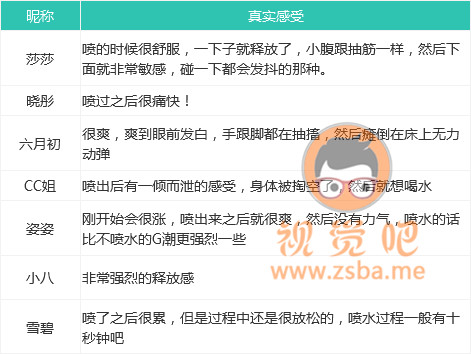 昵称 真实感受
莎莎 喷的时候很舒服，一下子就释放了，小腹跟抽筋一样，然后下
面就非常敏感，碰一下都会发抖的那种。
晓彤 喷过之后很痛快！
六月初 很爽，爽到眼前发白，手跟脚都在抽搐，然后瘫倒在床上无力
动弹
CC姐 喷出后有一倾而泄的感受，身体被掏空了，然后就想喝水
姿姿 刚开始会很涨，喷出来之后就很爽，然后没有力气，喷水的话
比不喷水的G潮更强烈一些
小八 非常强烈的释放感
雪碧 喷了之后很累，但是过程中还是很放松的，喷水过程一般有十
秒钟吧
视觉吧
www.zsba.me